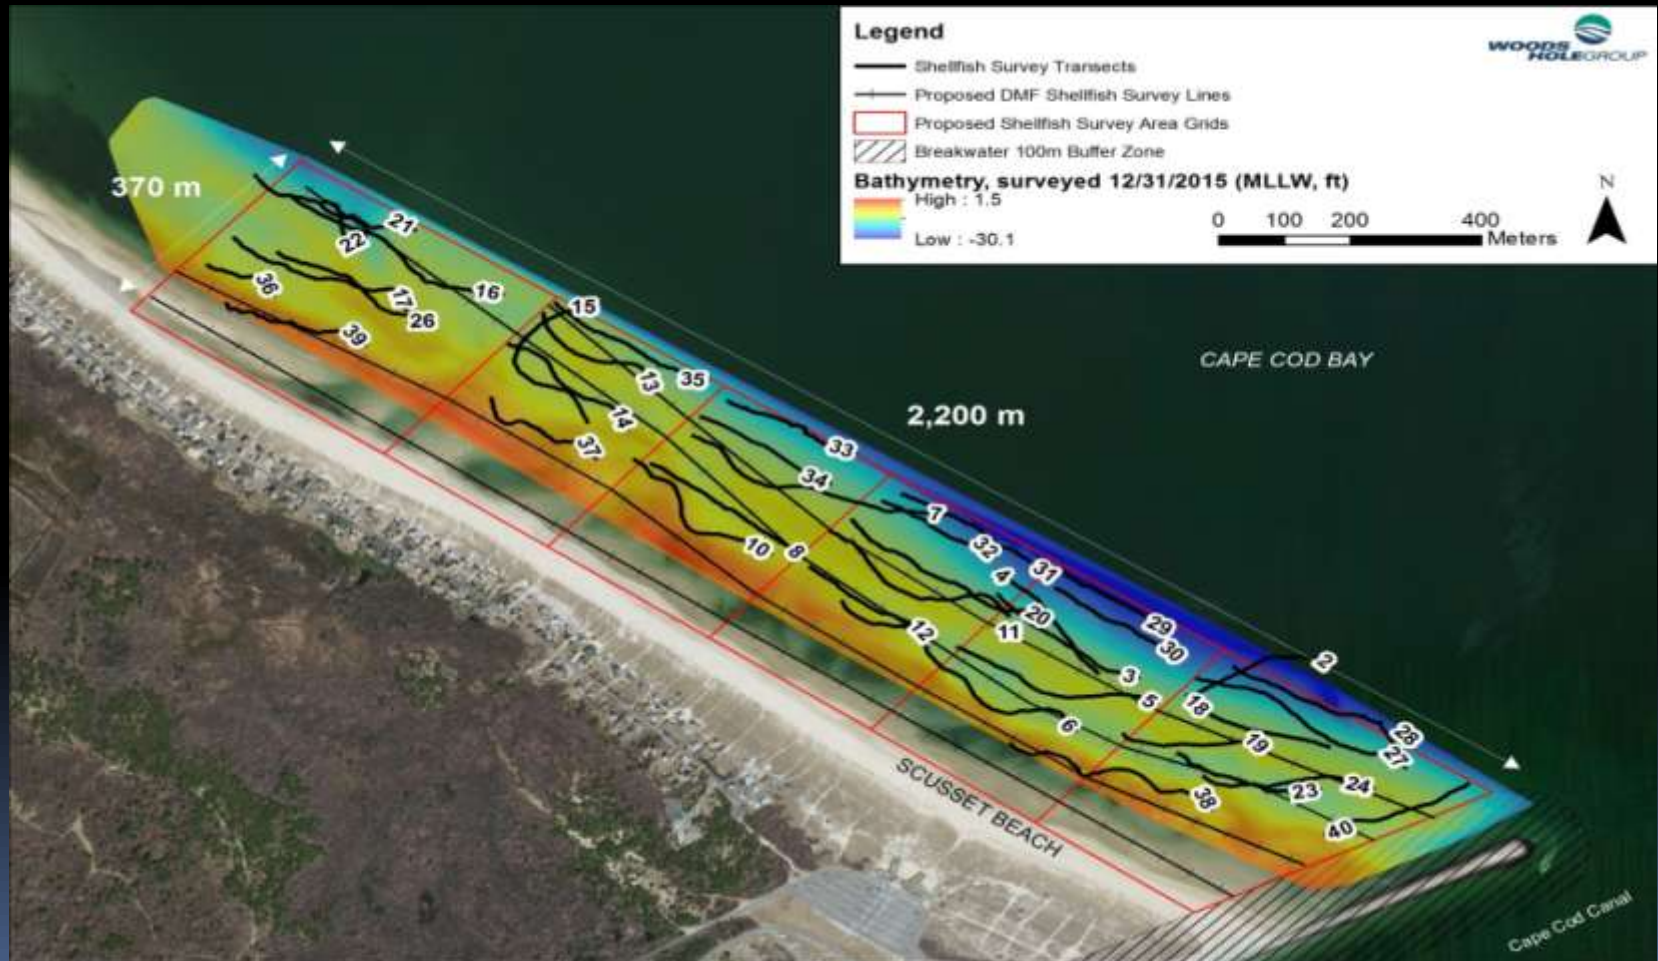 Legend
Shellfish Survey Transects
Proposed DMF Shellfish Survey Lines
Proposed Shellfish Survey Area Grids
Breakwater 100m Buffer Zone
Bathymetry, surveyed 12/31/2015 (MLLW, ft)
High : 1.5
Low : -30.1
WOODS
HOLEGROUP
N
0 100 200 400
Meters
370 m
21
22
16
36
17
26
39
15
13
35
14
37
CAPE COD BAY
2,200 m
33
34
7
10
8
32
4
31
20
11
12
29
30
2
3
5
18
6
19
28
27
24
23
38
40
SCUSSET BEACH
Cape Cod Canal